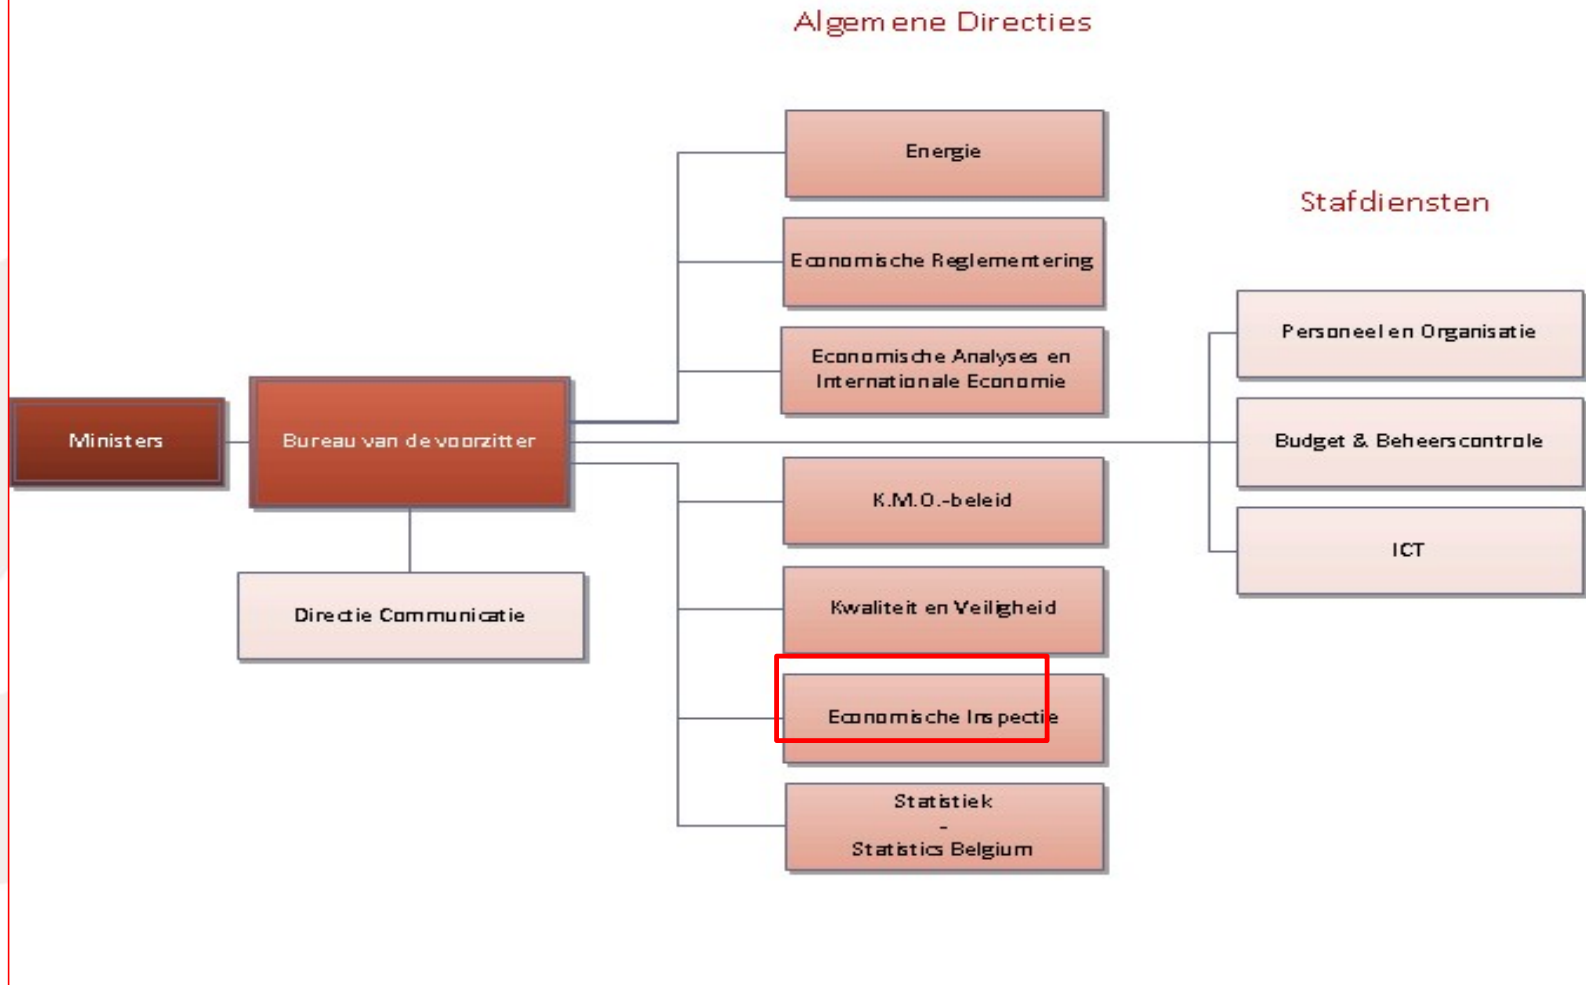 Algemene Directies
Energie
Economische Reglementering
Economische Analyses en
Internationale Economie
Stafdiensten
Personeel en Organisatie
Budget & Beheerscontrole
ICT
Ministers
Bureau van de voorzitter
Directie Communicatie
K.M.O.-beleid
Kwaliteit en Veiligheid
Economische Inspectie
Statistiek
-
Statistics Belgium